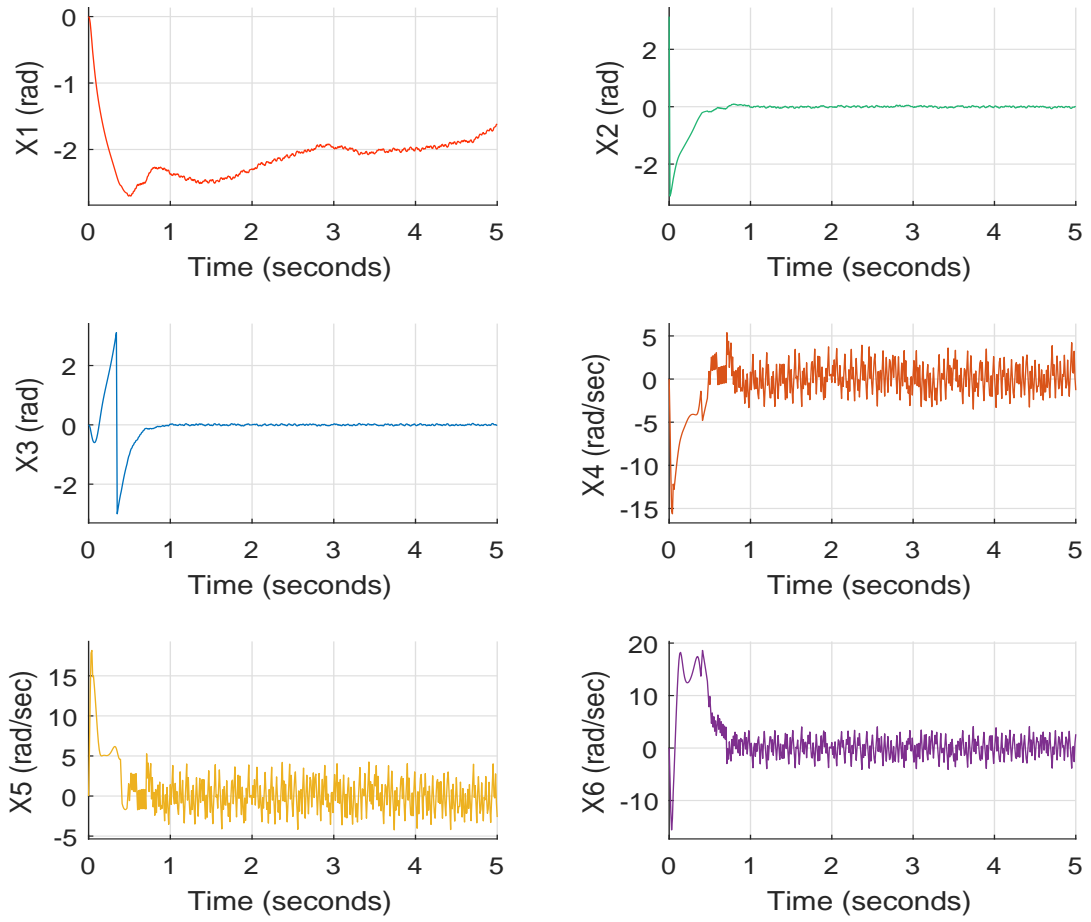 X1 (rad)
0
-1
-2
0 1 2 3 4 5
Time (seconds)
X2 (rad)
2
0
-2
0 1 2 3 4 5
Time (seconds)
X3 (rad)
2
0
-2
0 1 2 3 4 5
Time (seconds)
X4 (rad/sec)
5
0
-5
-10
-15
0 1 2 3 4 5
Time (seconds)
X5 (rad/sec)
15
10
5
0
-5
0 1 2 3 4 5
Time (seconds)
X6 (rad/sec)
20
10
0
-10
0 1 2 3 4 5
Time (seconds)